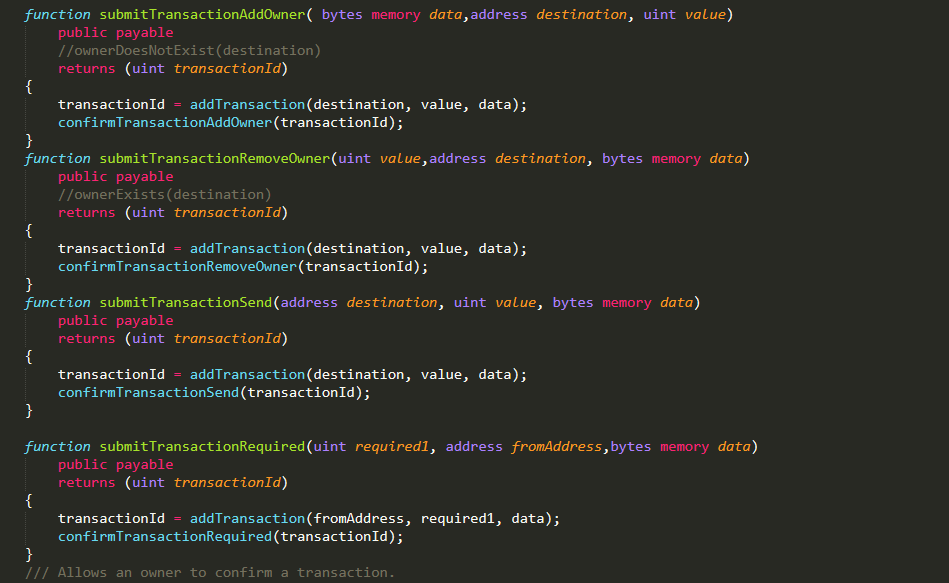 function submitTransactionAddOwner( bytes memory data,address destination, uint value)
public payable
//ownerDoesNotExist(destination)
returns (uint transactionId)
{
transactionId = addTransaction(destination, value, data);
confirmTransactionAddOwner(transactionId);
}
function submitTransactionRemoveOwner(uint value,address destination, bytes memory data)
public payable
//ownerExists(destination)
returns (uint transactionId)
{
transactionId = addTransaction(destination, value, data);
confirmTransactionRemoveOwner(transactionId);
}
function submitTransactionSend(address destination, uint value, bytes memory data)
public payable
returns (uint transactionId)
{
transactionId = addTransaction(destination, value, data);
confirmTransactionSend(transactionId);
}
function submitTransactionRequired(uint required1, address fromAddress,bytes memory data)
public payable
returns (uint transactionId)
{
transactionId = addTransaction(fromAddress, required1, data);
confirmTransactionRequired(transactionId);
}
/// Allows an owner to confirm a transaction.